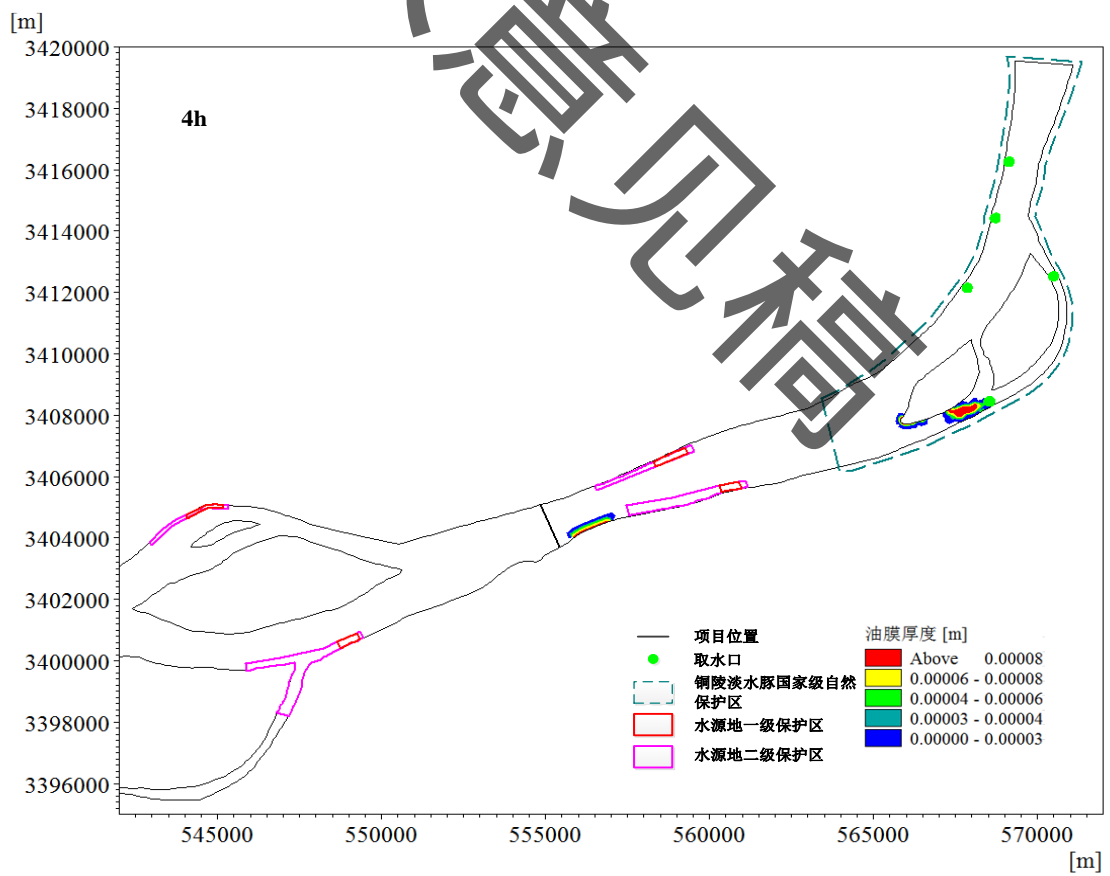 [m]
3420000
3418000
3416000
3414000
3412000
3410000
3408000
3406000
3404000
3402000
3400000
3398000
3396000
4h
意见稿
项目位置
取水口
铜陵淡水豚国家级自然
保护区
水源地一级保护区
水源地二级保护区
油膜厚度 [m]
Above 0.00008
0.00006 - 0.00008
0.00004 - 0.00006
0.00003 - 0.00004
0.00000 - 0.00003
545000 550000 555000 560000 565000 570000
[m]